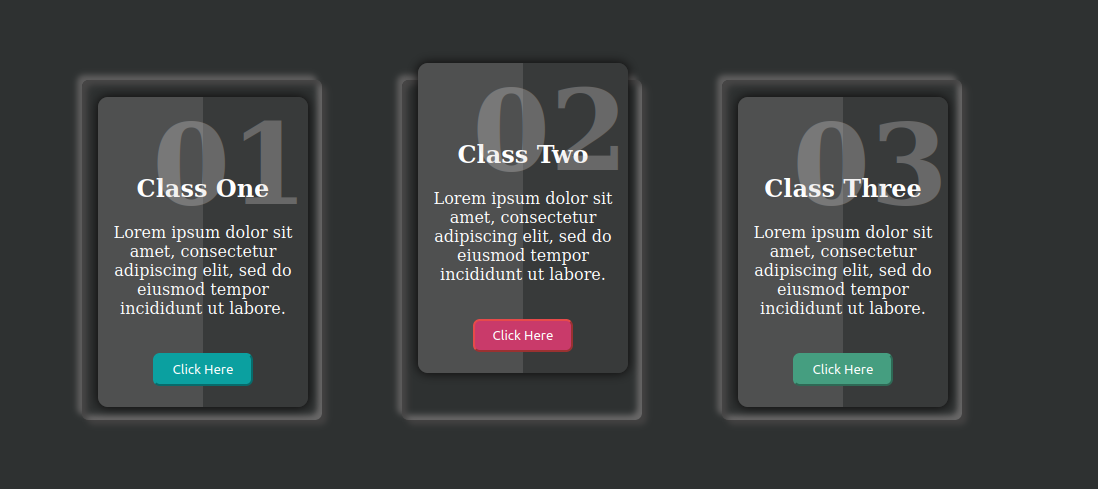 01
Class One
Lorem ipsum dolor sit
amet, consectetur
adipiscing elit, sed do
eiusmod tempor
incididunt ut labore.
Click Here
02
Class Two
Lorem ipsum dolor sit
amet, consectetur
adipiscing elit, sed do
eiusmod tempor
incididunt ut labore.
Click Here
03
Class Three
Lorem ipsum dolor sit
amet, consectetur
adipiscing elit, sed do
eiusmod tempor
incididunt ut labore.
Click Here